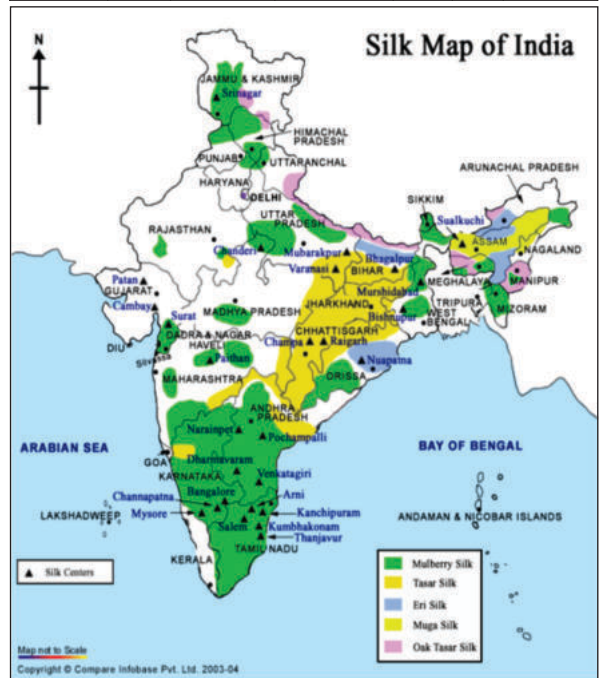 Silk Map of India
N
JAMMU & KASHMIR
Srinagar
HIMACHAL
PRADESH
PUNJAB
UTTARANCHAL
HARYANA
DELHI
ARUNACHAL PRADESH
SIKKIM
Sualkuchi
ASSAM
NAGALAND
RAJASTHAN
UTTAR
PRADESH
Chanderi
Mubarakpur
Bhagalpur
Varanasi
BIHAR
MEGHALAYA
MANIPUR
Patan
GUJARAT
Murshidabad
JHARKHAND
TRIPURA
MIZORAM
Cambay
MADHYA PRADESH
Bishnupur
WEST
BENGAL
Surat
CHHATTISGARH
DADRA & NAGAR
HAVELI
Champa
Raigarh
DIU
Silvassa
Paithan
Nuapatna
MAHARASHTRA
ORISSA
ANDHRA
PRADESH
Narainpet
Pochampalli
ARABIAN SEA
BAY OF BENGAL
GOA
Dharmavaram
KARNATAKA
Venkatagiri
Bangalore
Arni
Channapatna
Kanchipuram
LAKSHADWEEP
Mysore
ANDAMAN & NICOBAR ISLANDS
Salem
Kumbhakonam
Thanjavur
TAMIL NADU
KERALA
Silk Centers
Mulberry Silk
Tasar Silk
Eri Silk
Muga Silk
Oak Tasar Silk
Map not to Scale
Copyright © Compare Infobase Pvt. Ltd. 2003-04